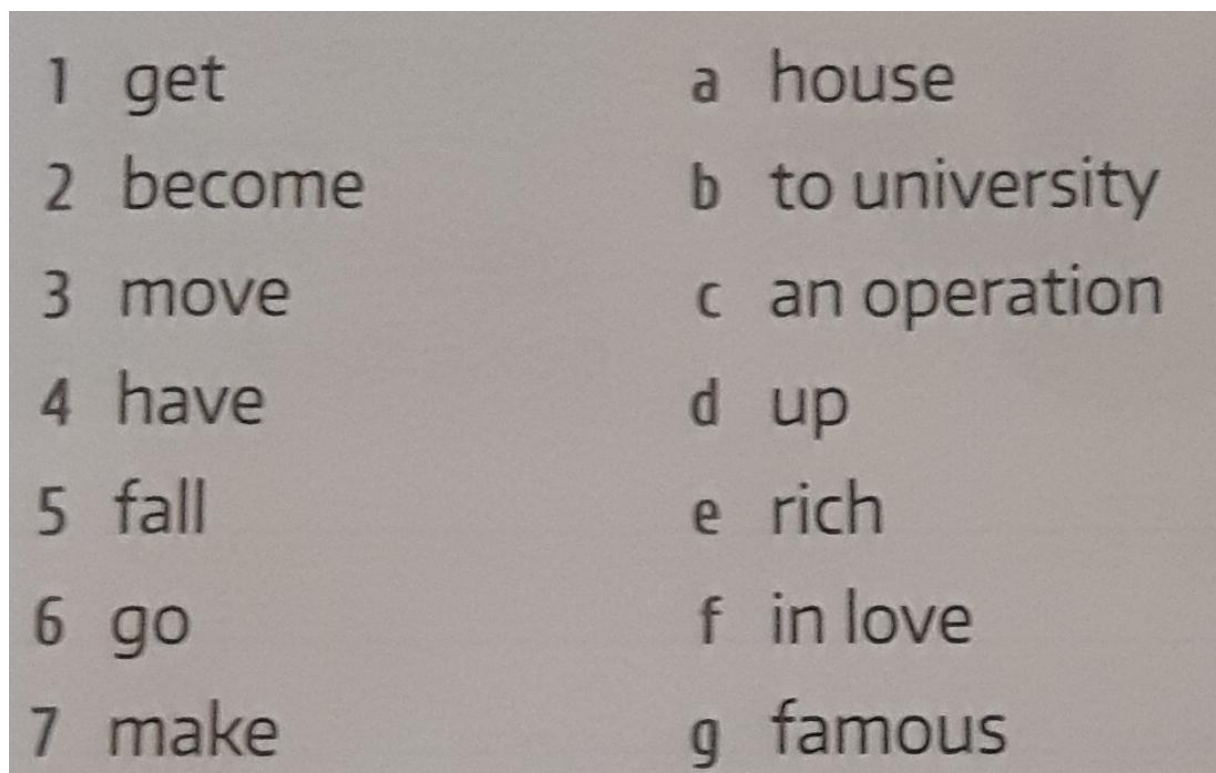 1 get a house
2 become b to university
3 move c an operation
4 have d up
5 fall e rich
6 go f in love
7 make g famous